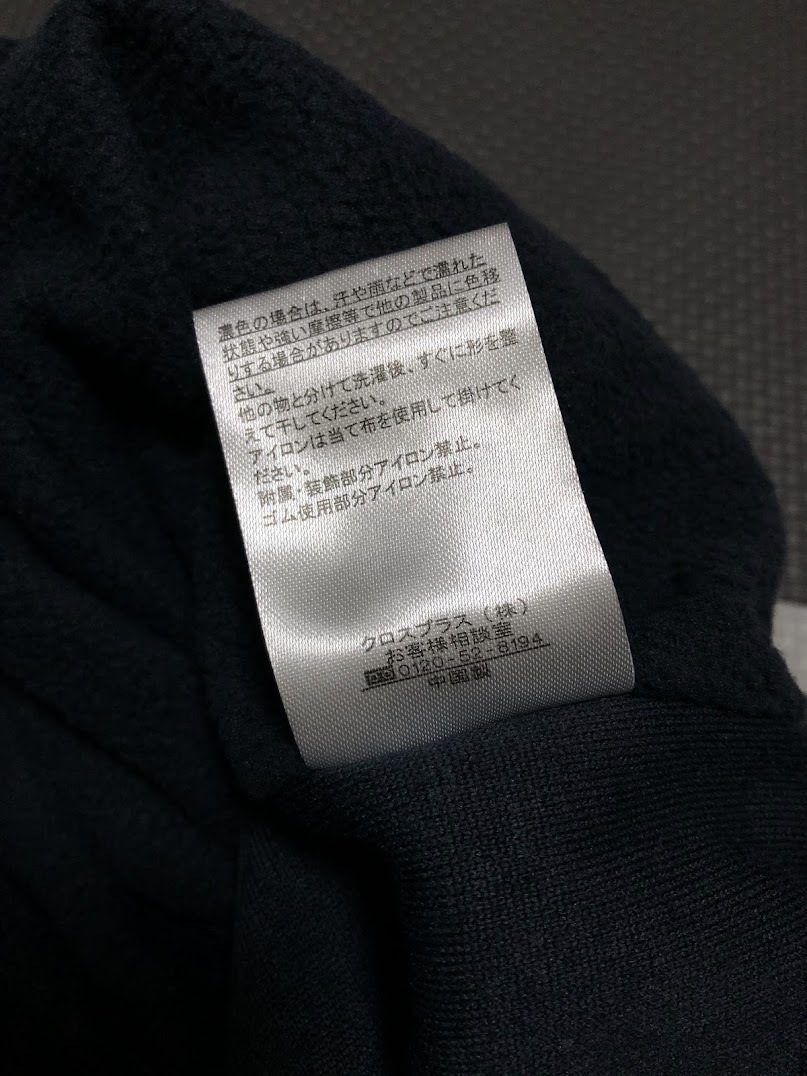 濃色の場合は、汗や雨などで濡れた
状態や強い摩擦等で他の製品に色移
りする場合がありますのでご注意くだ
さい。
他の物と分けて洗濯後、すぐに形を整
えて干してください。
アイロンは当て布を使用して掛けてく
ださい。
附属・装飾部分アイロン禁止。
ゴム使用部分アイロン禁止。
クロスプラス（株）
お客様相談室
0120-52-8194
中国製